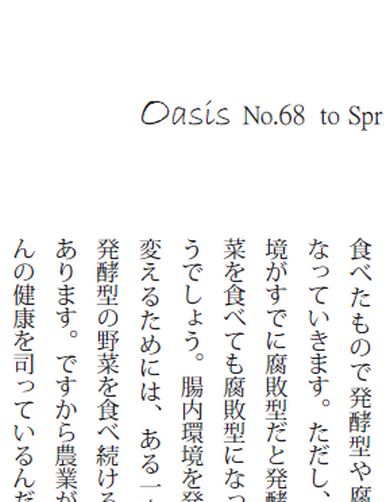 Oasis No.68 to Spr
食べたもので発酵型や腐
なっていきます。ただし、
境がすでに腐敗型だと発酵
菜を食べても腐敗型になっ
うでしょう。腸内環境を発
変えるためには、ある一
発酵型の野菜を食べ続ける
あります。ですから農業が
んの健康を司っているんだ